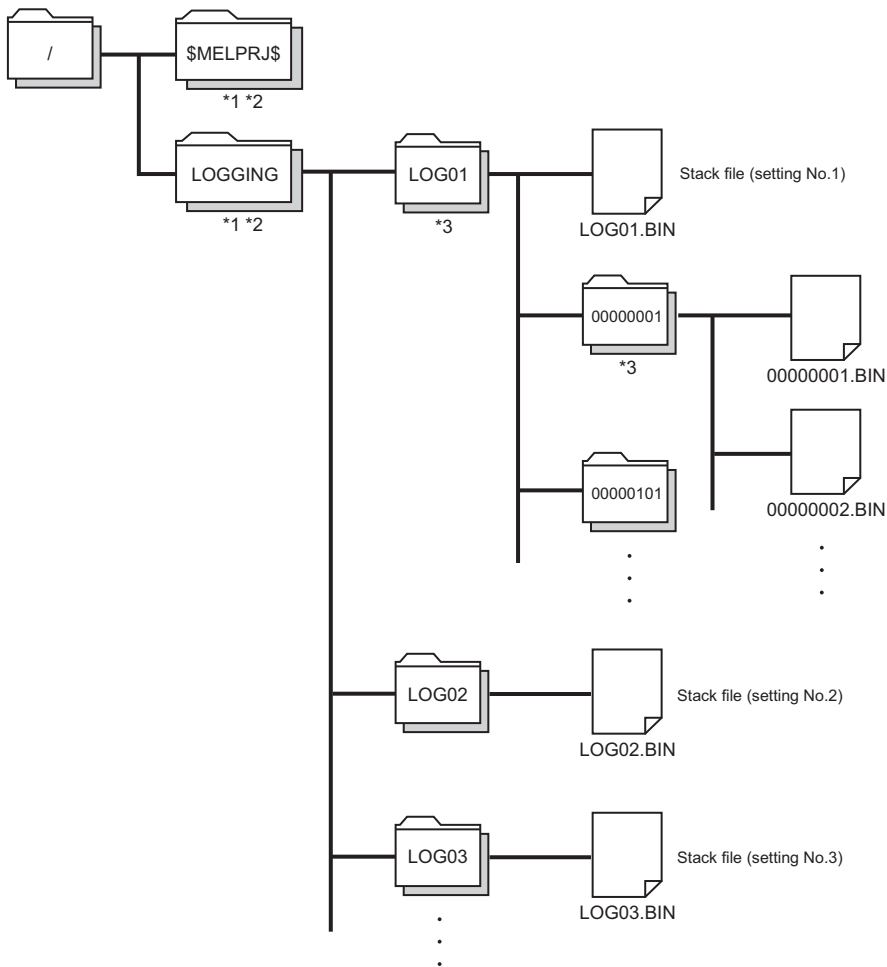 /
$MELPRJ$
*1 *2
LOGGING
*1 *2
LOG01
*3
Stack file (setting No.1)
LOG01.BIN
00000001
*3
00000001.BIN
00000101
00000002.BIN
LOG02
Stack file (setting No.2)
LOG02.BIN
LOG03
Stack file (setting No.3)
LOG03.BIN